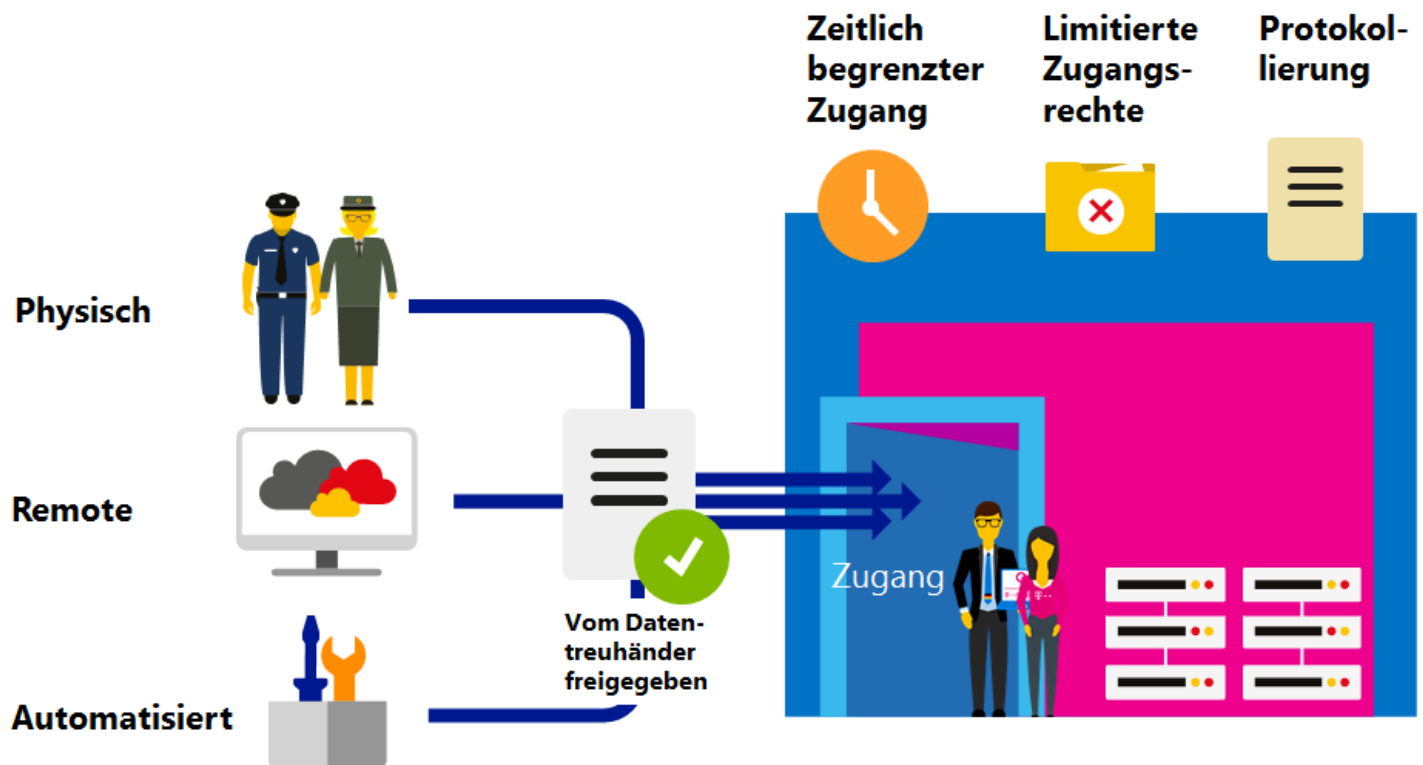 Zeitlich
begrenzter
Zugang
Limitierte
Zugangs-
rechte
Protokol-
lierung
Physisch
Remote
Automatisiert
Vom Daten-
treuhänder
freigegeben
Zugang